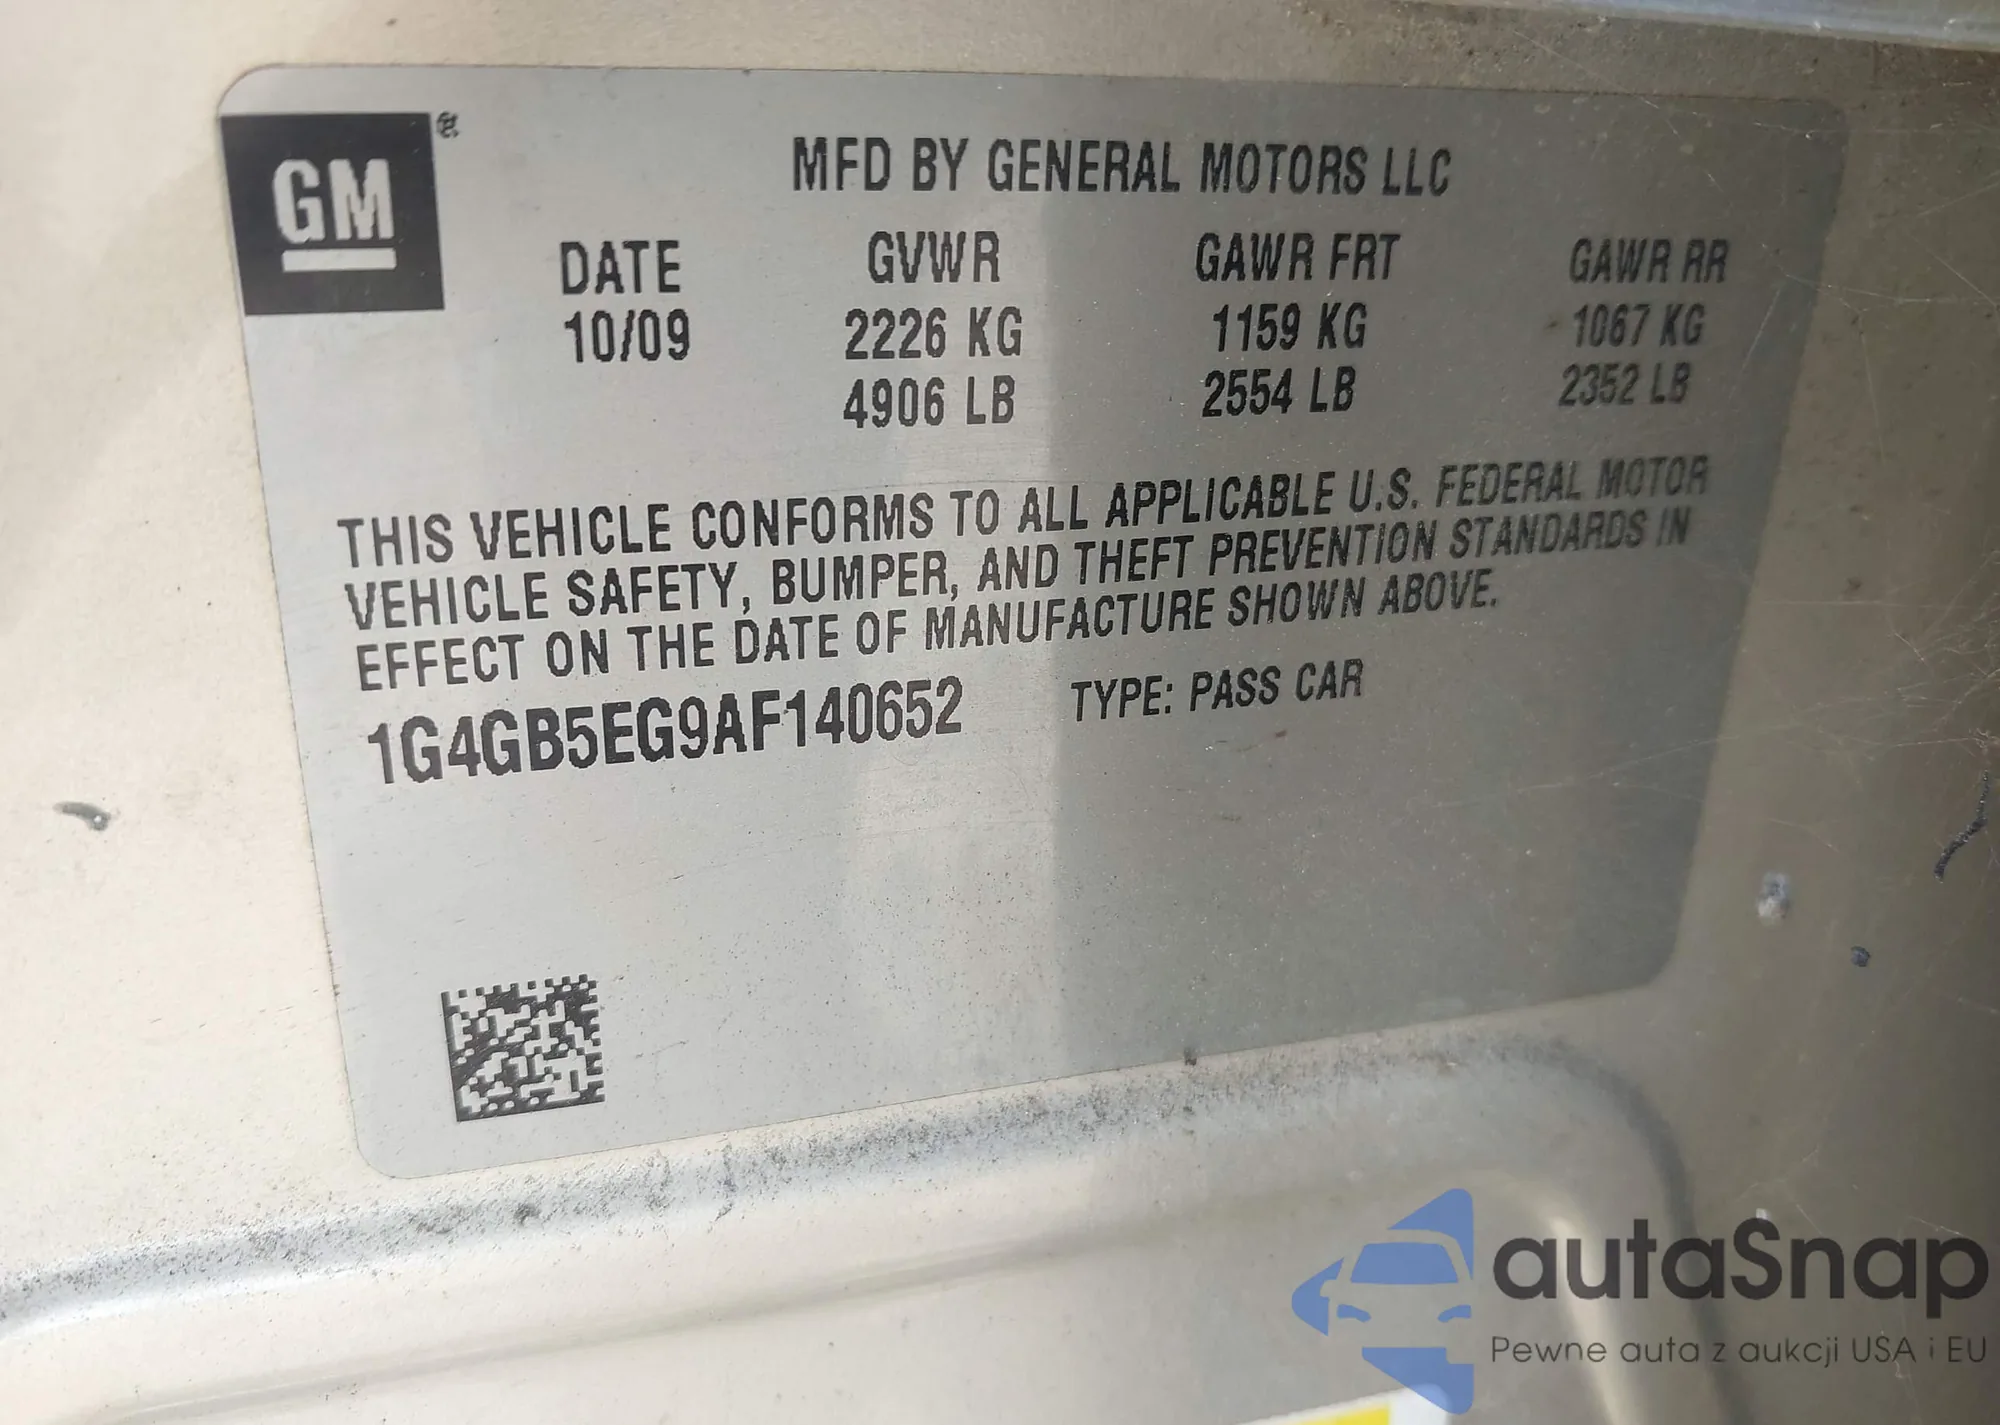 GM
MFD BY GENERAL MOTORS LLC
DATE GVWR GAWR FRT GAWR RR
10/09 2226 KG 1159 KG 1067 KG
4906 LB 2554 LB 2352 LB
THIS VEHICLE CONFORMS TO ALL APPLICABLE U.S. FEDERAL MOTOR
VEHICLE SAFETY, BUMPER, AND THEFT PREVENTION STANDARDS IN
EFFECT ON THE DATE OF MANUFACTURE SHOWN ABOVE.
1G4GB5EG9AF140652 TYPE: PASS CAR
autaSnap
Pewne auta z aukcji USA i EU